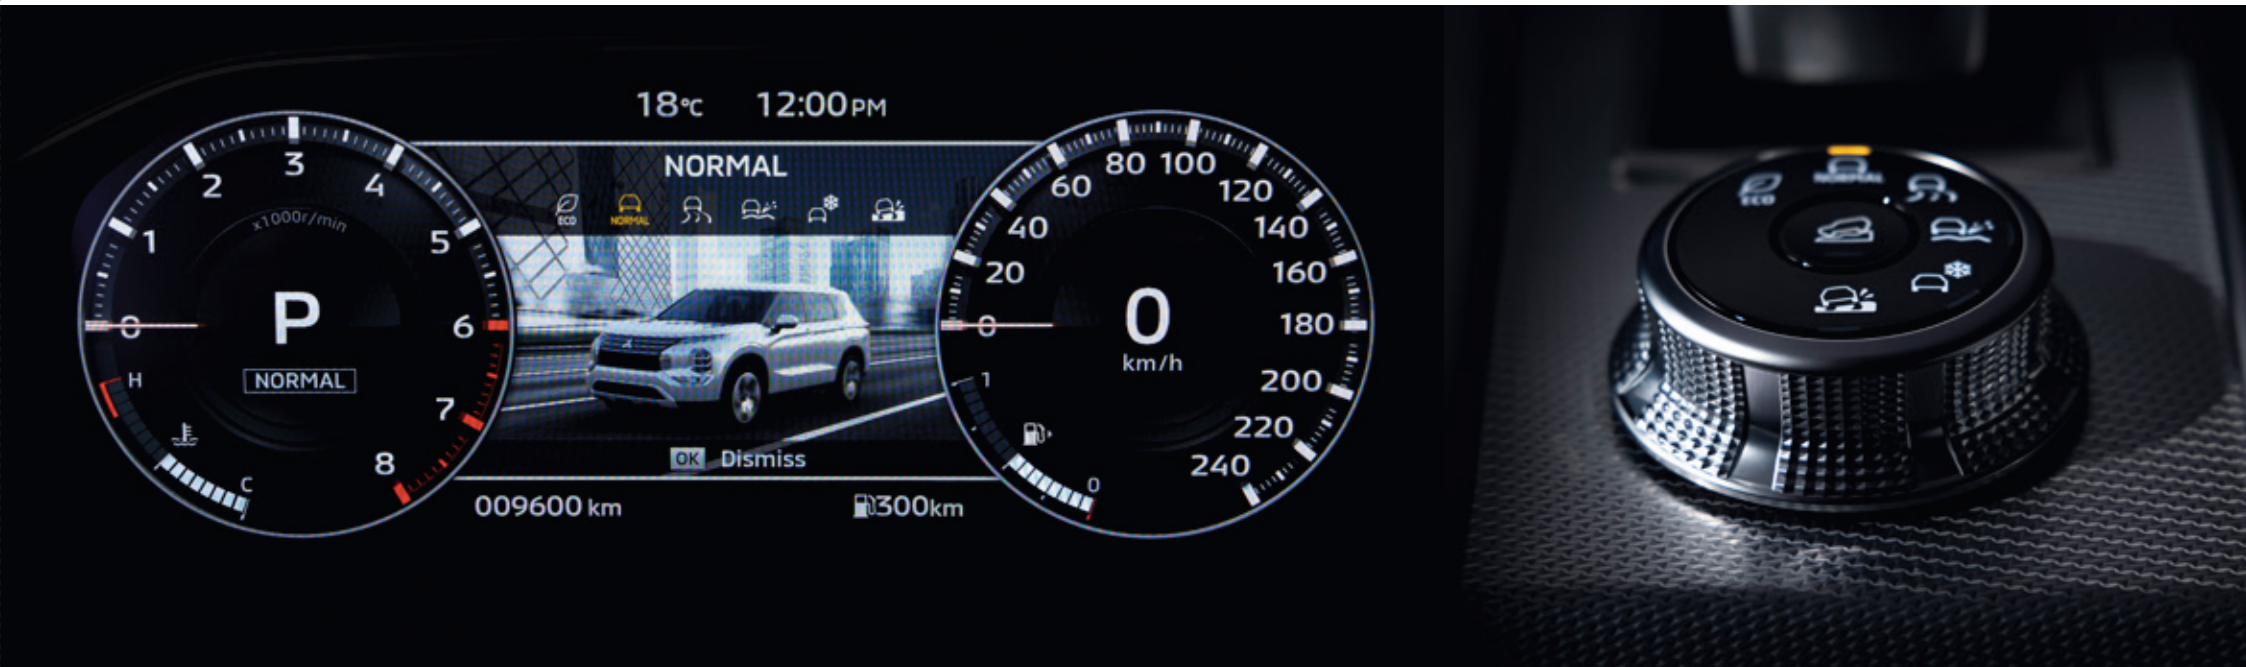 18°C 12:00PM
NORMAL
ECO NORMAL
x1000r/min
0 1 2 3 4 5 6 7 8
P
NORMAL
H
C
0 20 40 60 80 100 120 140 160 180 200 220 240
0
km/h
1
0
OK Dismiss
009600 km
300km
ECO
NORMAL